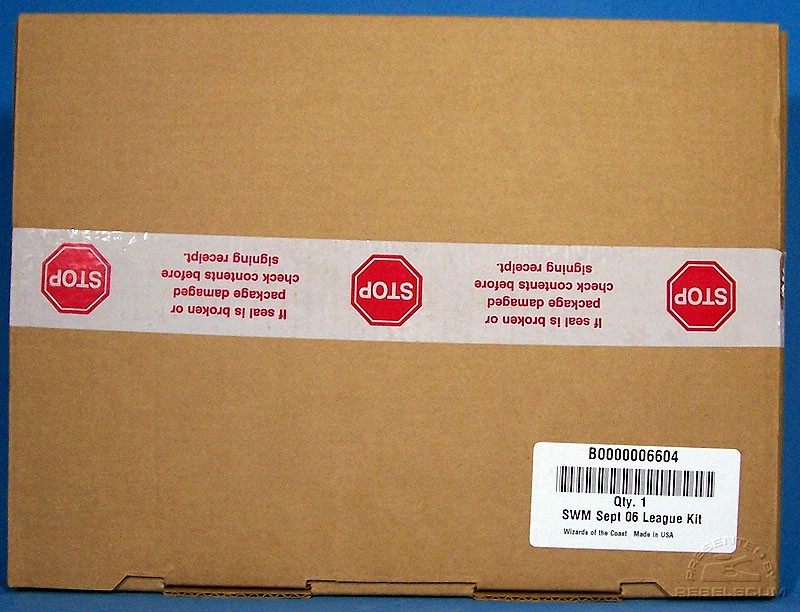 STOP
If seal is broken or
package damaged
check contents before
signing receipt.
STOP
If seal is broken or
package damaged
check contents before
signing receipt.
STOP
B0000006604
Qty. 1
SWM Sept 06 League Kit
Wizards of the Coast Made in USA
PRESENTED BY
REBELSCUM